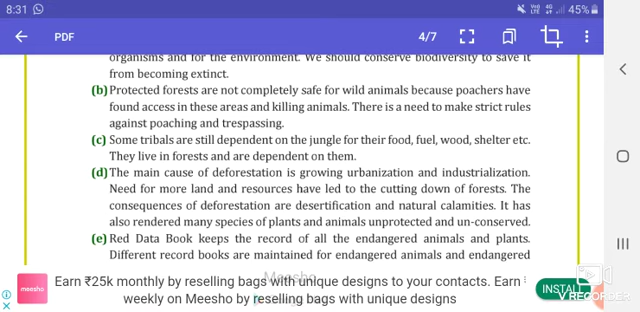 8:31
45%
PDF
4/7
organisms and for the environment. We should conserve biodiversity to save it
from becoming extinct.
(b) Protected forests are not completely safe for wild animals because poachers have
found access in these areas and killing animals. There is a need to make strict rules
against poaching and trespassing.
(c) Some tribals are still dependent on the jungle for their food, fuel, wood, shelter etc.
They live in forests and are dependent on them.
(d) The main cause of deforestation is growing urbanization and industrialization.
Need for more land and resources have led to the cutting down of forests. The
consequences of deforestation are desertification and natural calamities. It has
also rendered many species of plants and animals unprotected and un-conserved.
(e) Red Data Book keeps the record of all the endangered animals and plants.
Different record books are maintained for endangered animals and endangered
Meesho
meesho
Earn ₹25k monthly by reselling bags with unique designs to your contacts. Earn
weekly on Meesho by reselling bags with unique designs
INSTALL
V RECORDER